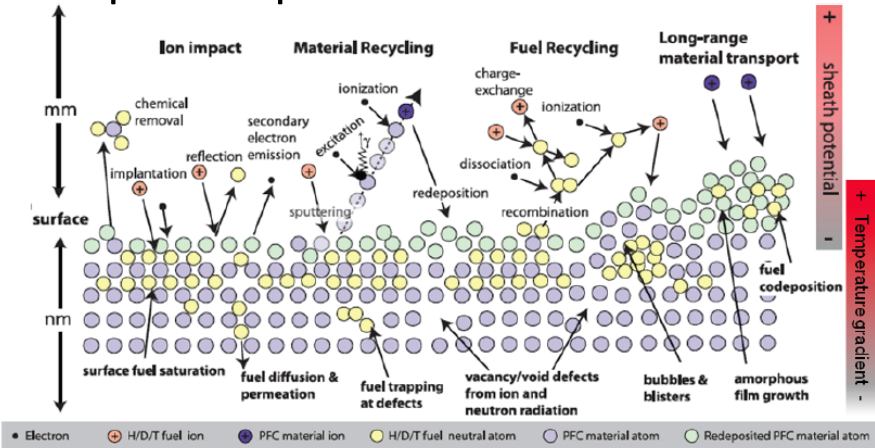 Ion impact
Material Recycling
Fuel Recycling
Long-range
material transport
mm
chemical
removal
implantation
reflection
secondary
electron
emission
ionization
excitation
γ
sputtering
redeposition
charge-
exchange
ionization
dissociation
recombination
surface
nm
fuel
codeposition
surface fuel saturation
fuel diffusion &
permeation
fuel trapping
at defects
vacancy/void defects
from ion and
neutron radiation
bubbles &
blisters
amorphous
film growth
+ sheath potential -
+ Temperature gradient -
Electron
+ H/D/T fuel ion
+ PFC material ion
H/D/T fuel neutral atom
PFC material atom
Redeposited PFC material atom